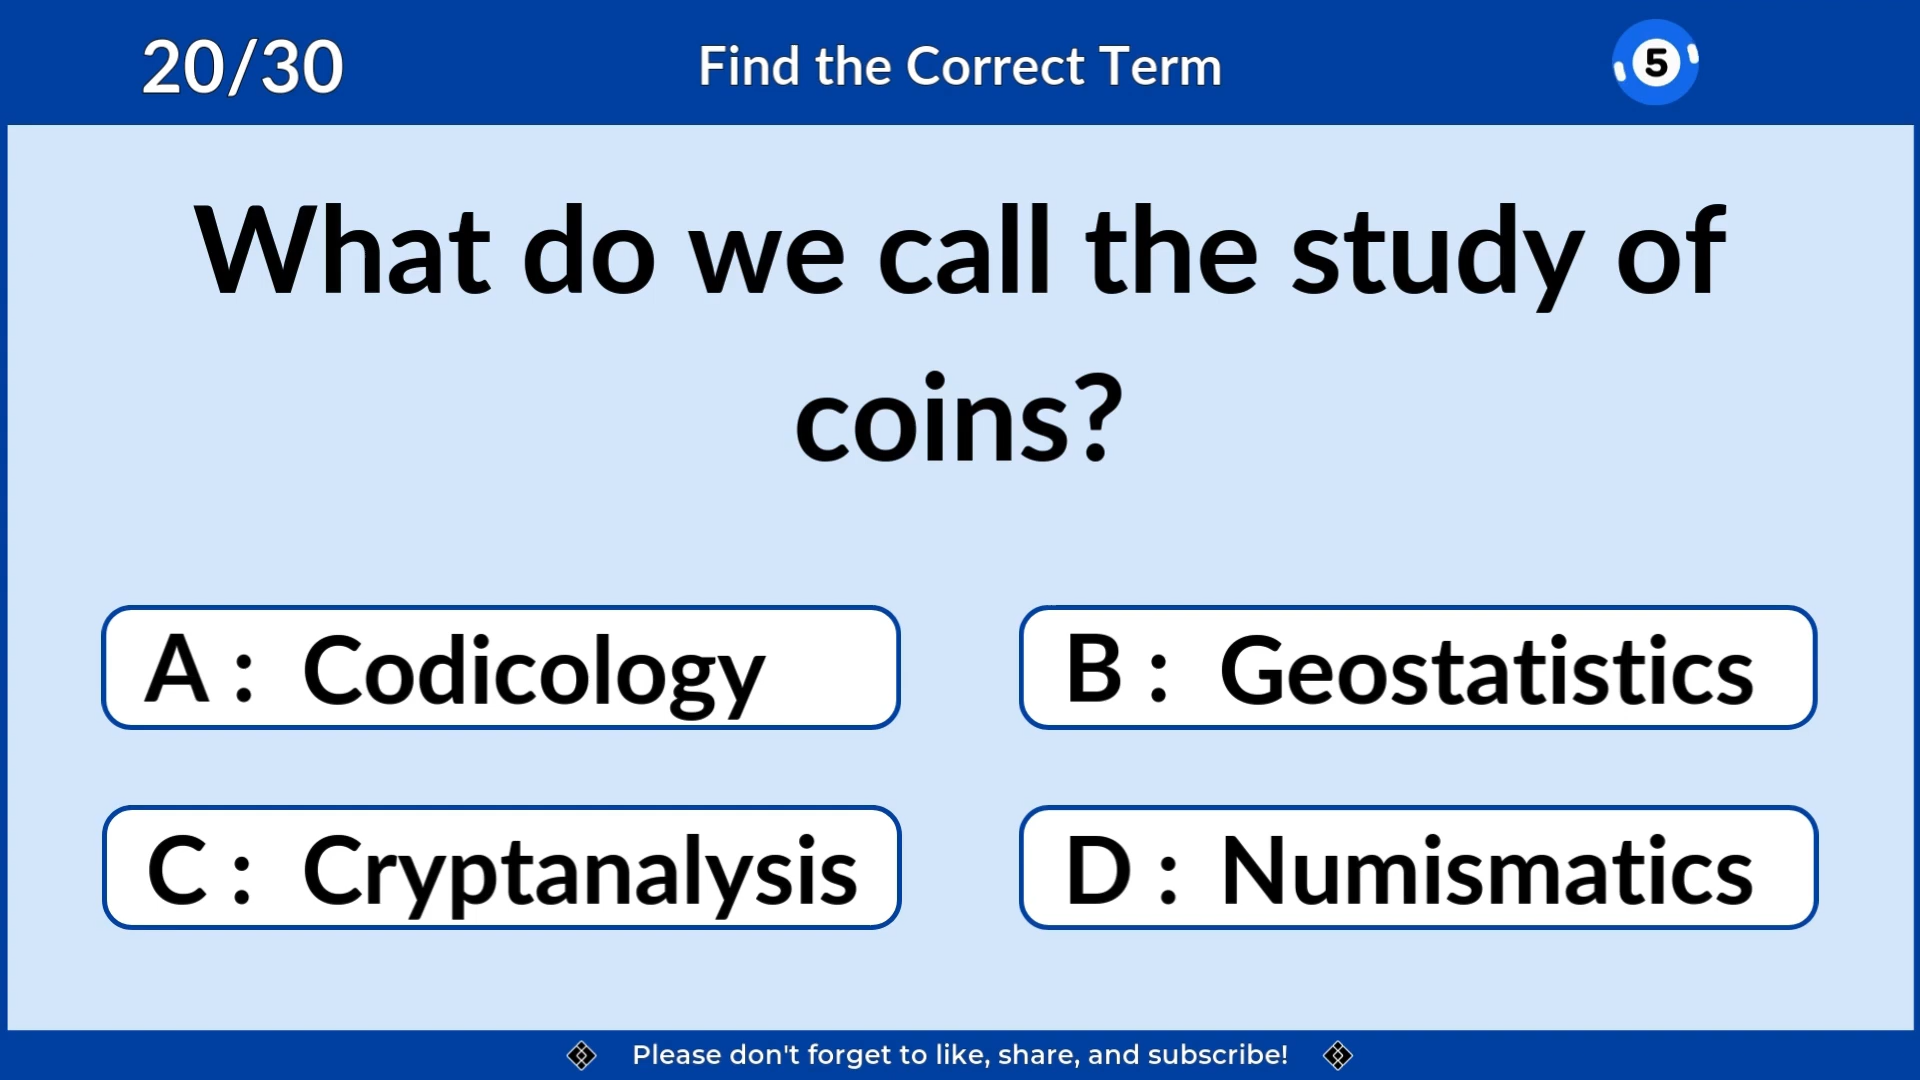 20/30
Find the Correct Term
5
What do we call the study of
coins?
A : Codicology
B : Geostatistics
C : Cryptanalysis
D : Numismatics
Please don't forget to like, share, and subscribe!